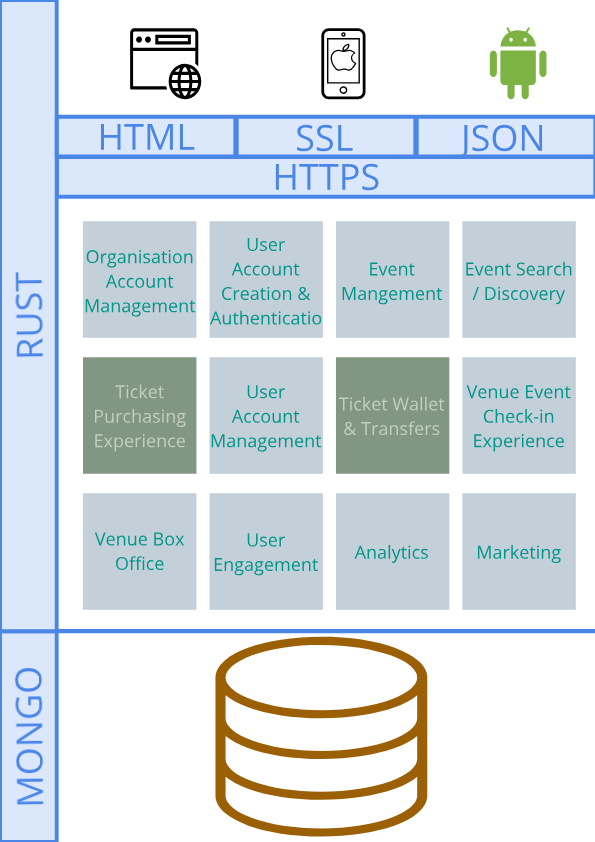 HTML
SSL
JSON
HTTPS
RUST
Organisation
Account
Management
User
Account
Creation &
Authenticatio
Event
Mangement
Event Search
/ Discovery
Ticket
Purchasing
Experience
User
Account
Management
Ticket Wallet
& Transfers
Venue Event
Check-in
Experience
Venue Box
Office
User
Engagement
Analytics
Marketing
MONGO